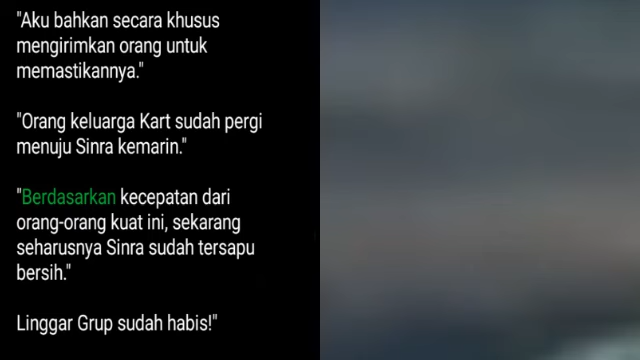 "Aku bahkan secara khusus
mengirimkan orang untuk
memastikannya."
"Orang keluarga Kart sudah pergi
menuju Sinra kemarin."
"Berdasarkan kecepatan dari
orang-orang kuat ini, sekarang
seharusnya Sinra sudah tersapu
bersih."
Linggar Grup sudah habis!"